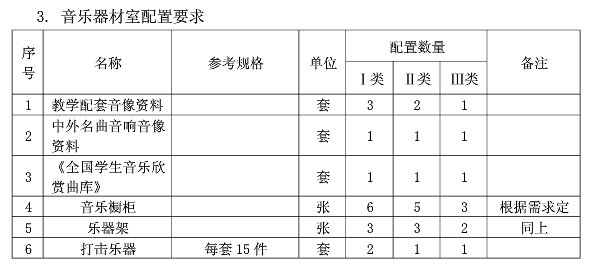 3. 音乐器材室配置要求
序号 名称 参考规格 单位 配置数量 备注
Ⅰ类 Ⅱ类 Ⅲ类
1 教学配套音像资料 套 3 2 1
2 中外名曲音响音像资料 套 1 1 1
3 《全国学生音乐欣赏曲库》 套 1 1 1
4 音乐橱柜 张 6 5 3 根据需求定
5 乐器架 张 3 3 2 同上
6 打击乐器 每套15件 套 2 1 1